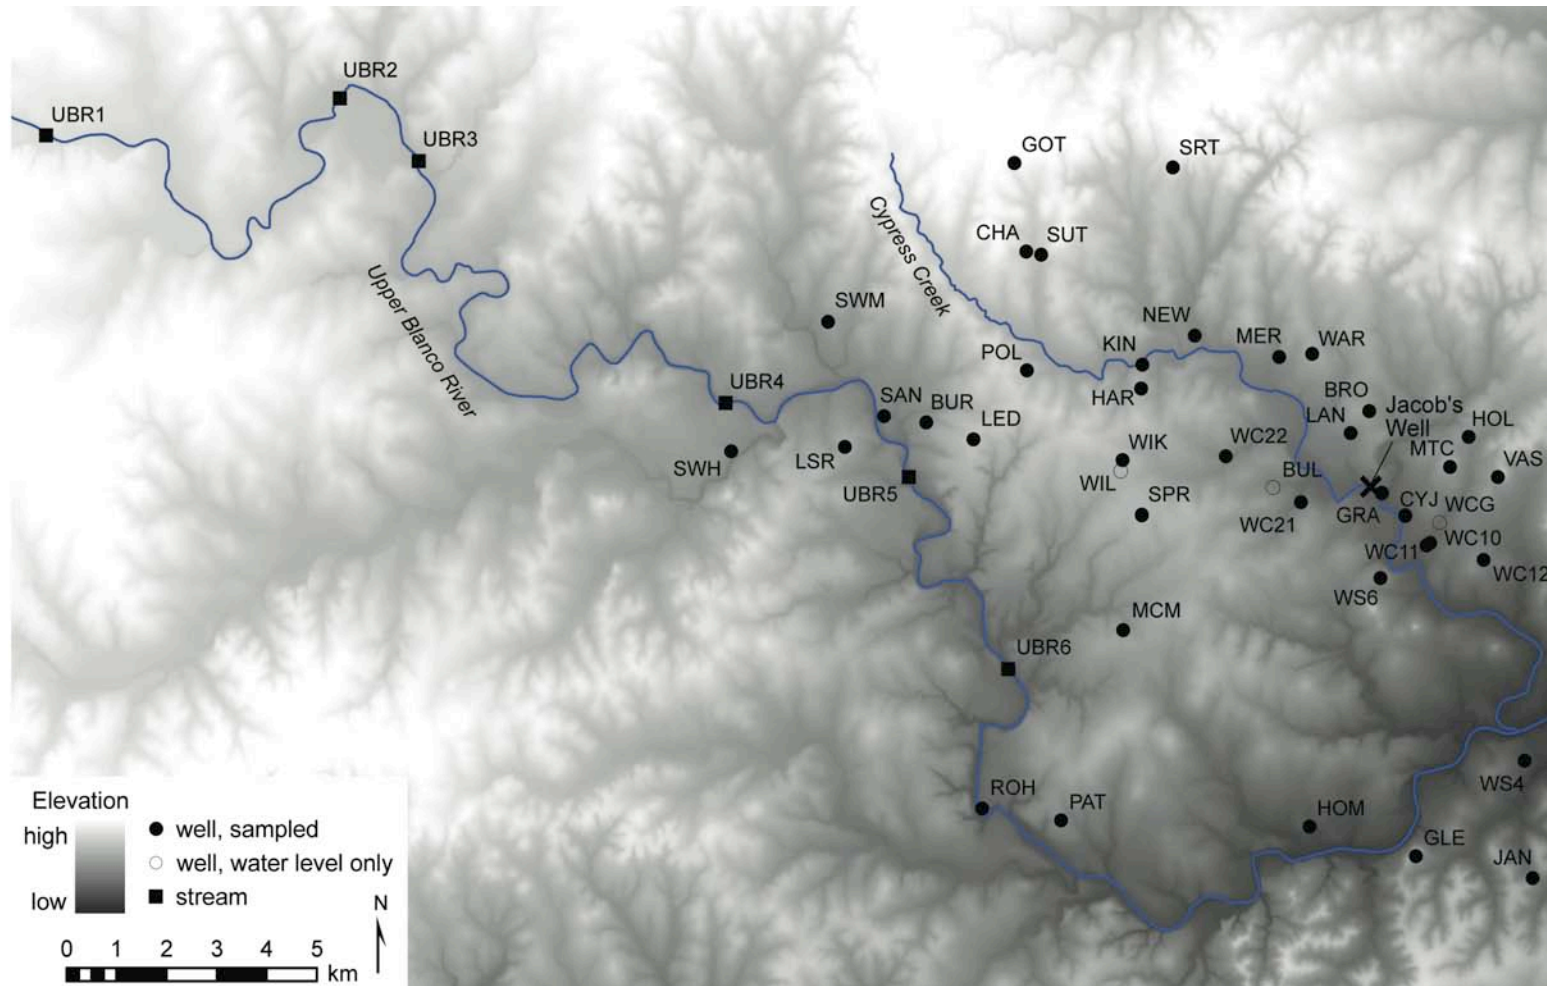 UBR1
UBR2
UBR3
GOT
SRT
CHA
SUT
Cypress Creek
Upper Blanco River
SWM
NEW
MER
WAR
POL
KIN
UBR4
HAR
BRO
Jacob's
Well
SAN
BUR
LED
LAN
HOL
SWH
LSR
UBR5
WIK
WIL
WC22
BUL
MTC
VAS
SPR
WC21
GRA
CYJ
WCG
WC11
WC10
WC12
WS6
MCM
UBR6
ROH
PAT
HOM
WS4
GLE
JAN
Elevation
high
low
well, sampled
well, water level only
stream
N
0 1 2 3 4 5
km